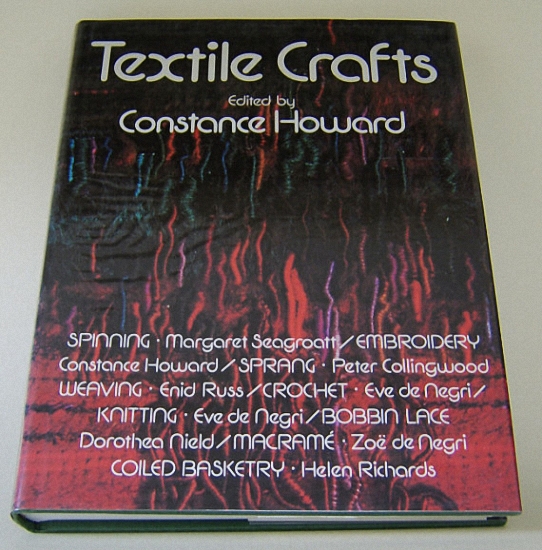 Textile Crafts
Edited by
Constance Howard
SPINNING · Margaret Seagroatt / EMBROIDERY
Constance Howard / SPRANG · Peter Collingwood
WEAVING · Enid Russ / CROCHET · Eve de Negri /
KNITTING · Eve de Negri / BOBBIN LACE
Dorothea Nield / MACRAMÉ · Zoë de Negri
COILED BASKETRY · Helen Richards